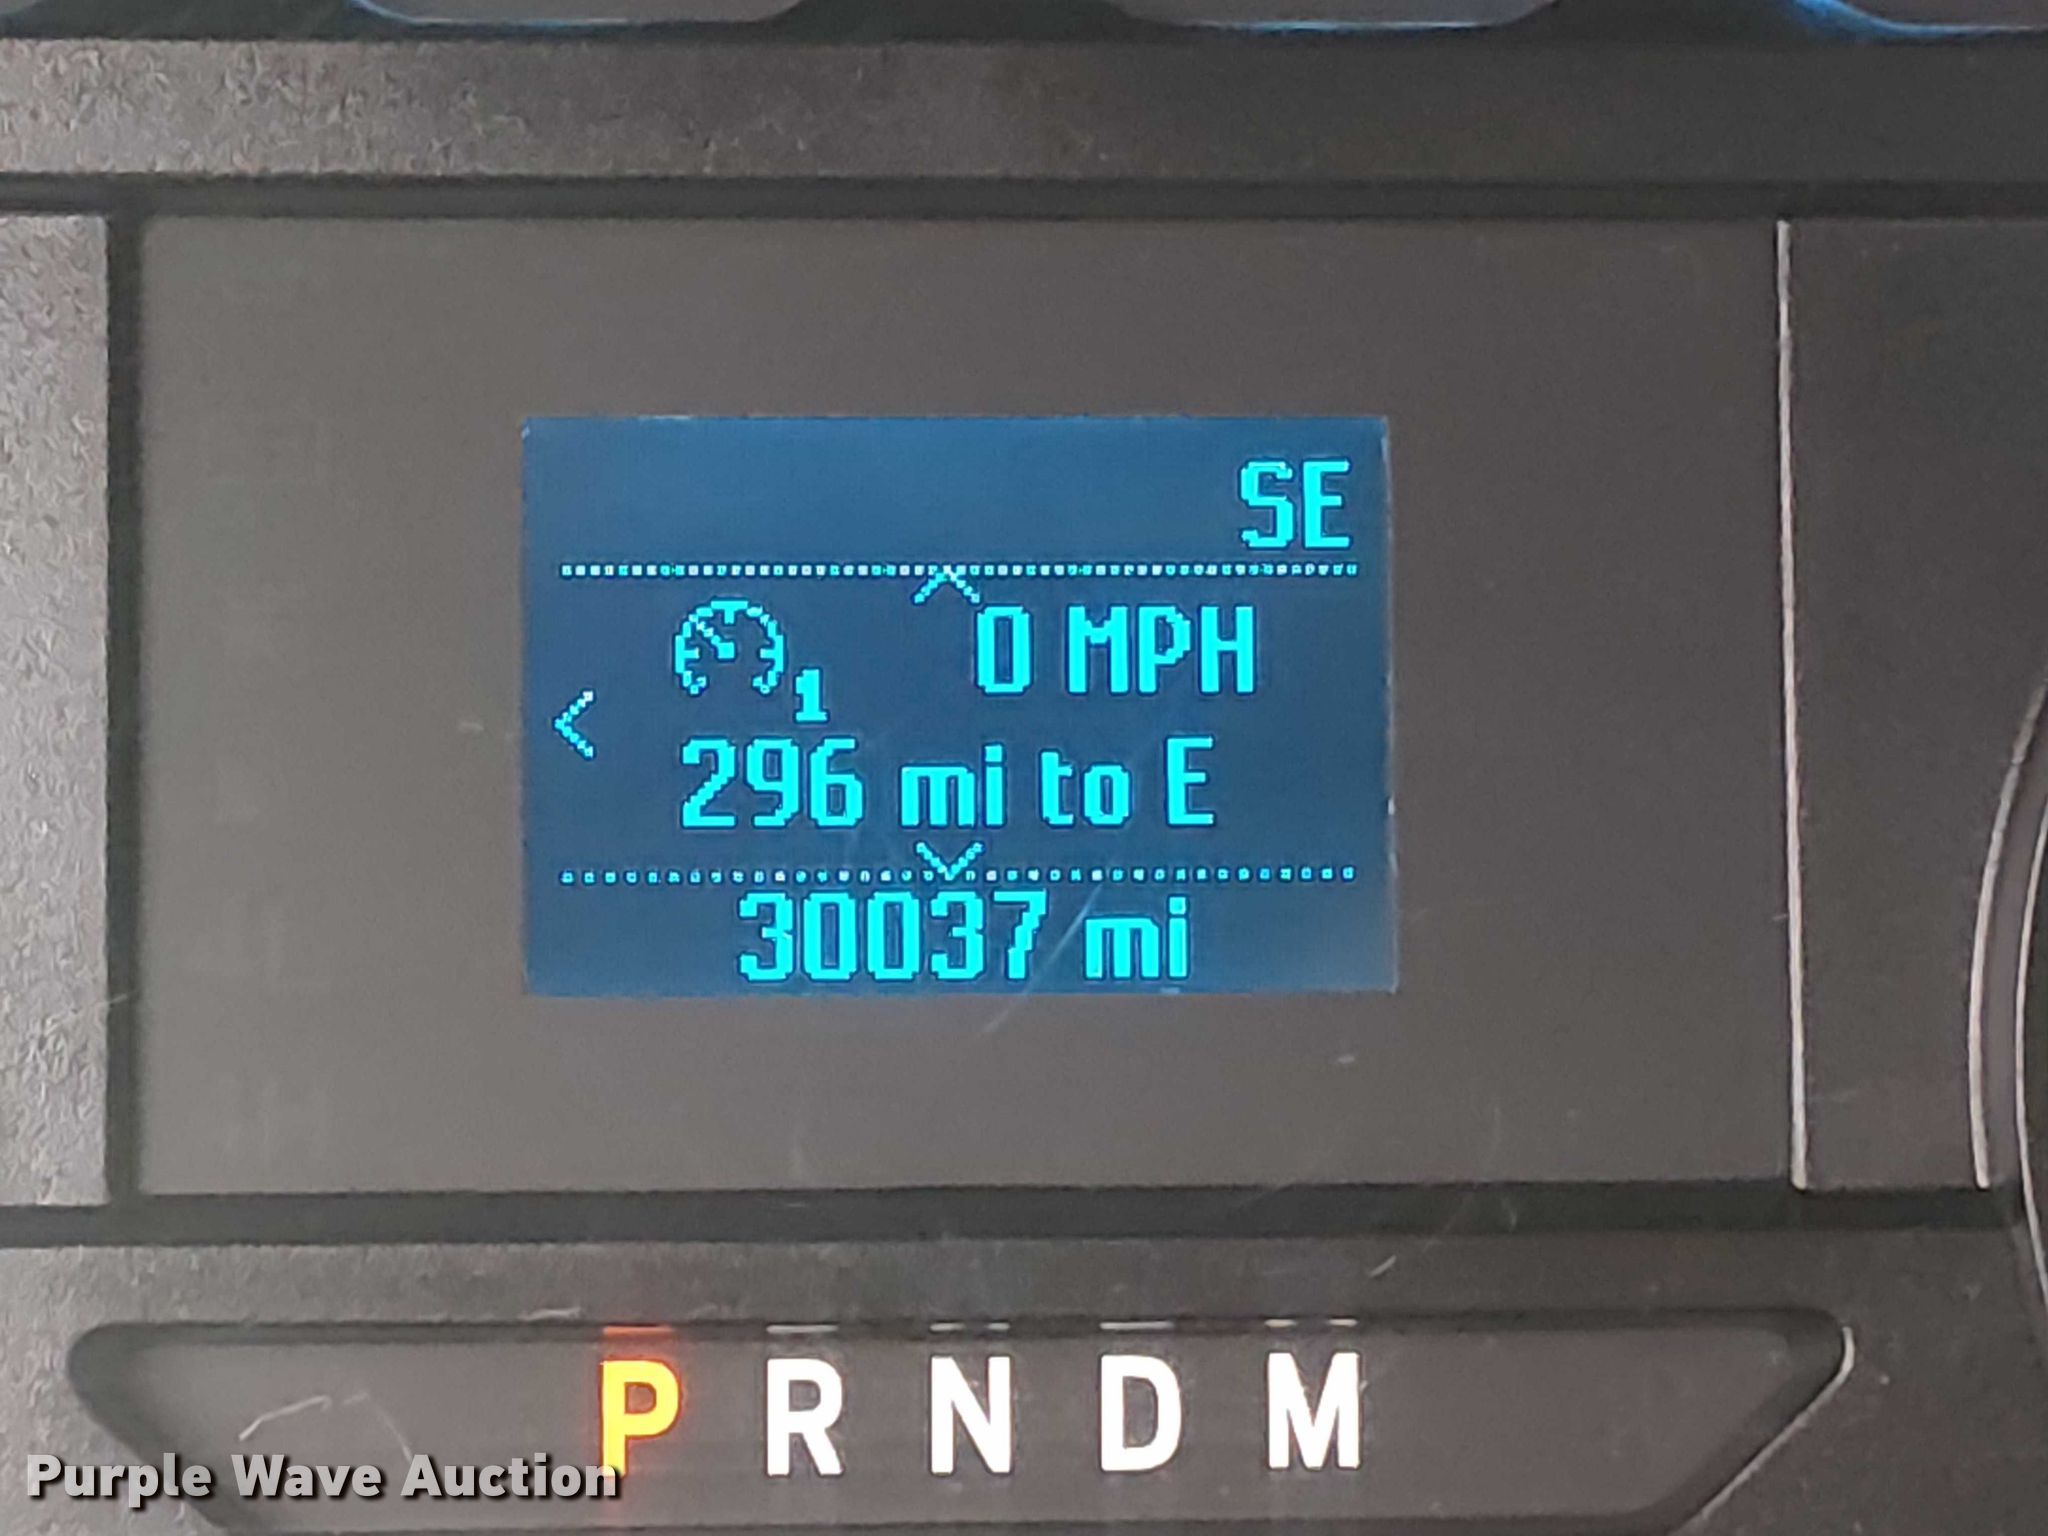 SE
0 MPH
1
296 mi to E
30037 mi
P R N D M
Purple Wave Auction